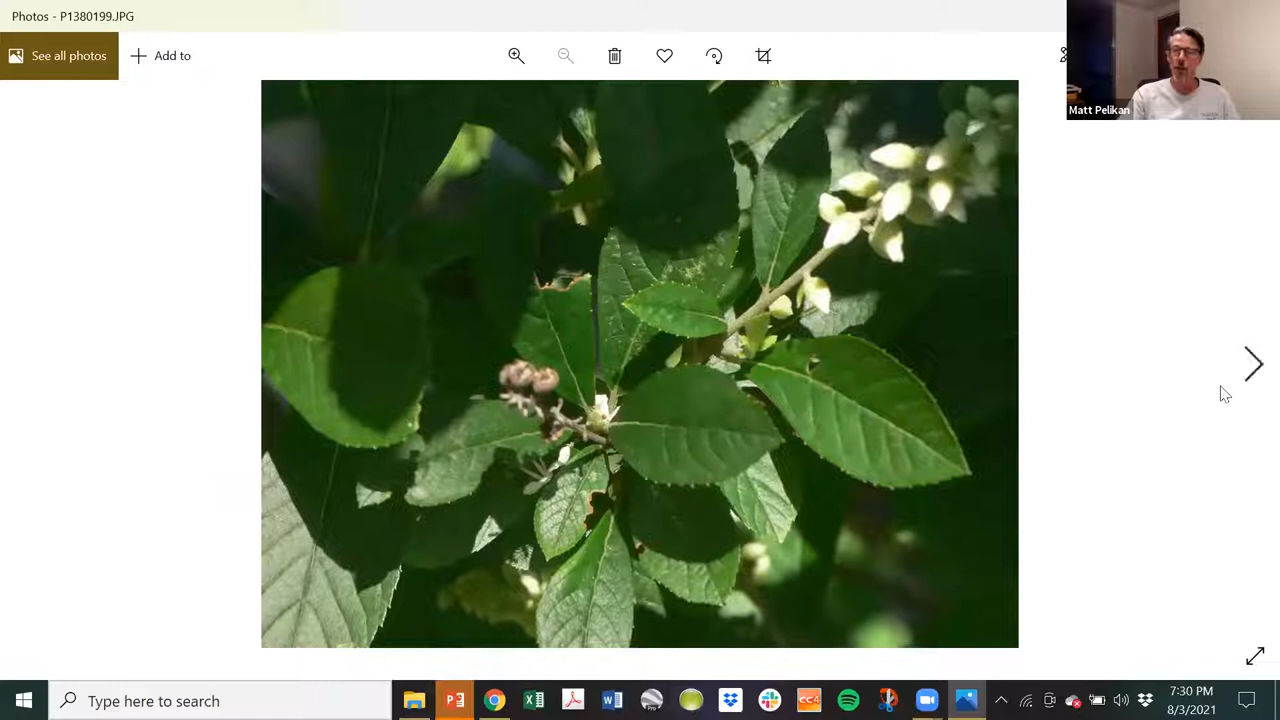 Photos - P1380199.JPG
See all photos
Add to
Matt Pelikan
Type here to search
7:30 PM
8/3/2021